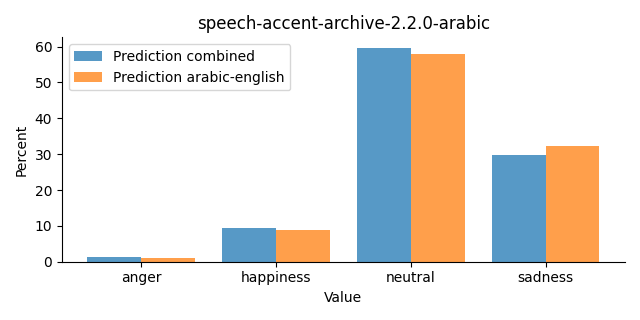 speech-accent-archive-2.2.0-arabic
Prediction combined
Prediction arabic-english
Percent
60
50
40
30
20
10
0
anger happiness neutral sadness
Value